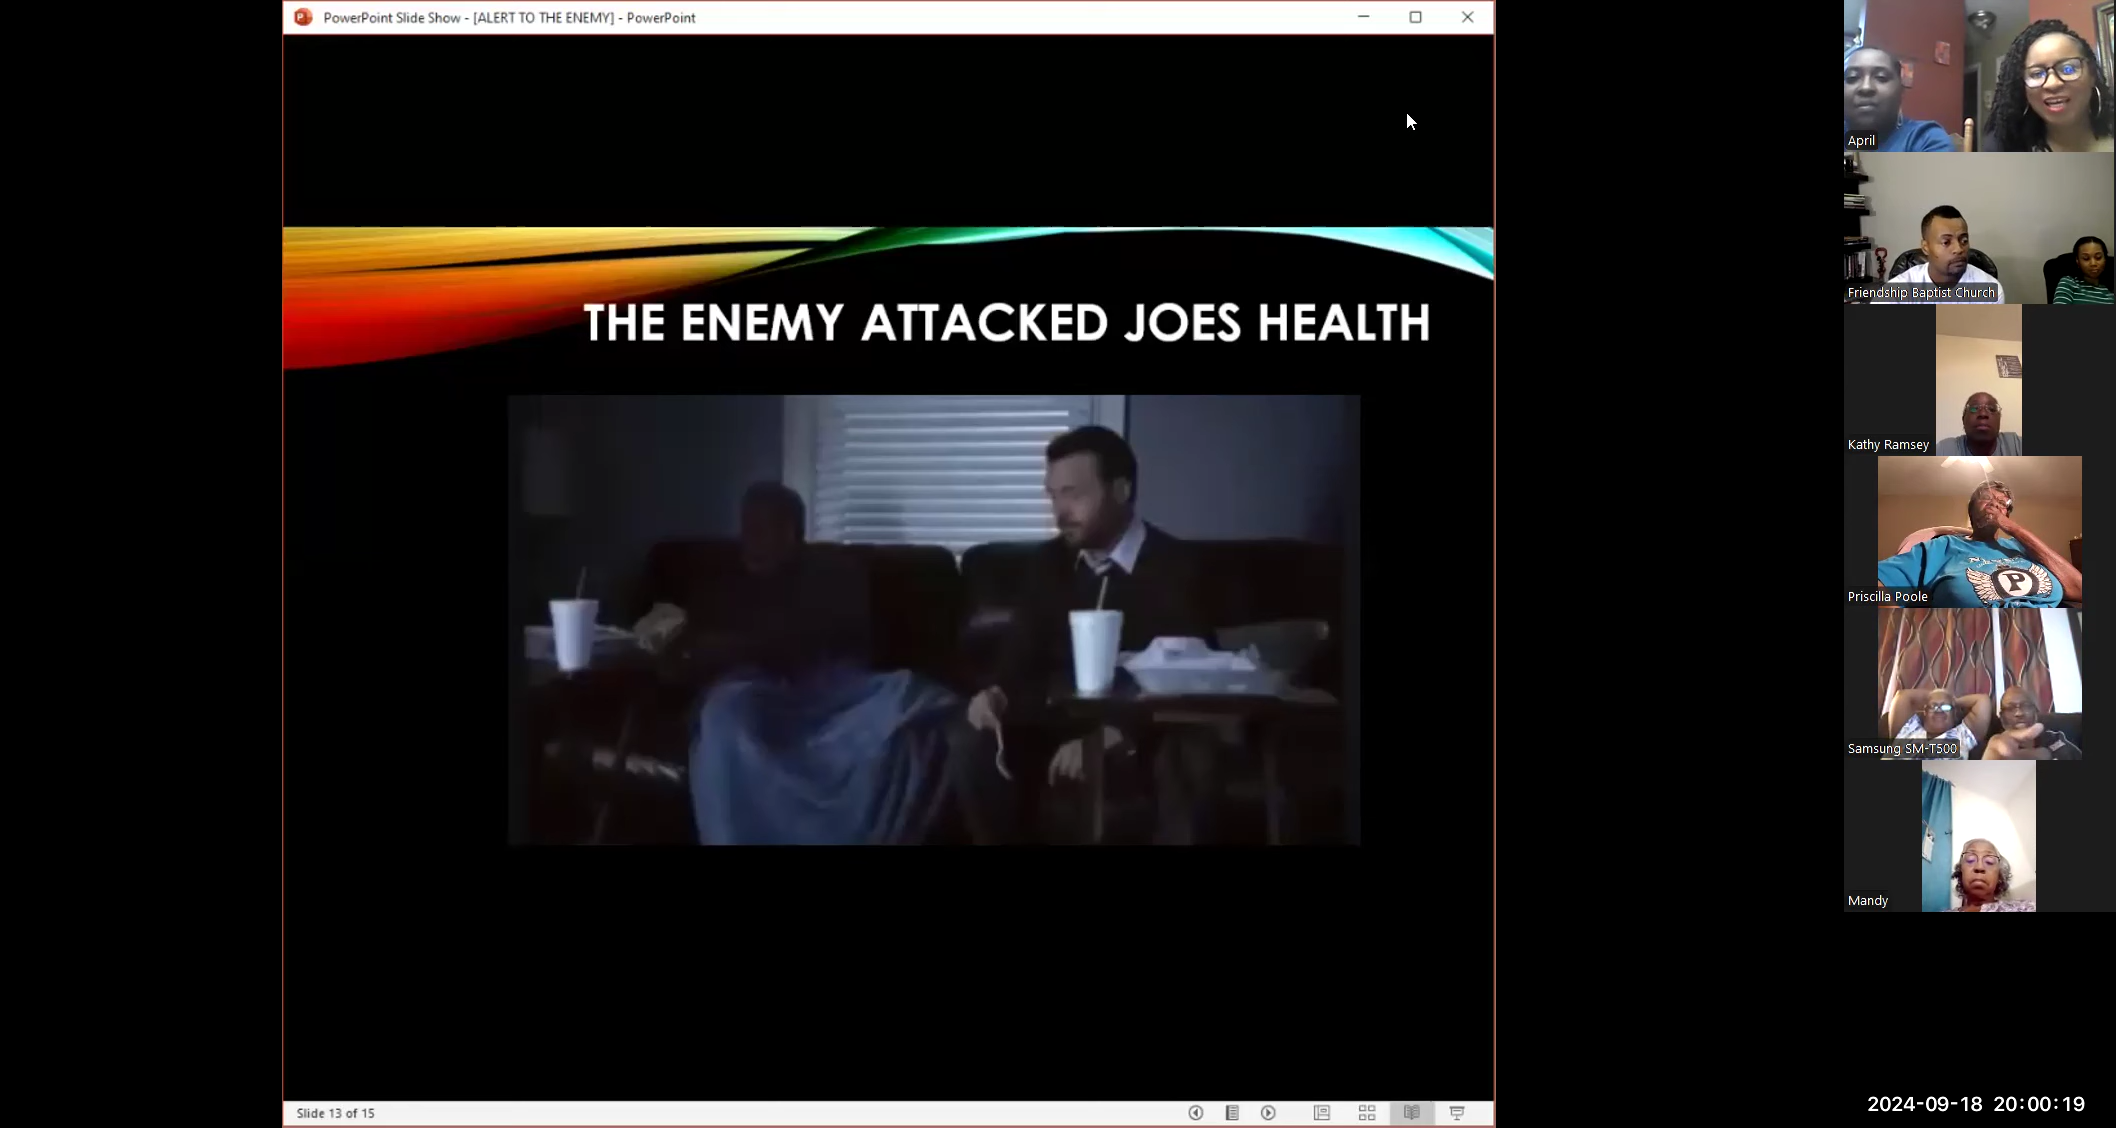 PowerPoint Slide Show - [ALERT TO THE ENEMY] - PowerPoint
THE ENEMY ATTACKED JOES HEALTH
Slide 13 of 15
April
Friendship Baptist Church
Kathy Ramsey
Priscilla Poole
P
Samsung SM-T500
Mandy
2024-09-18 20:00:19